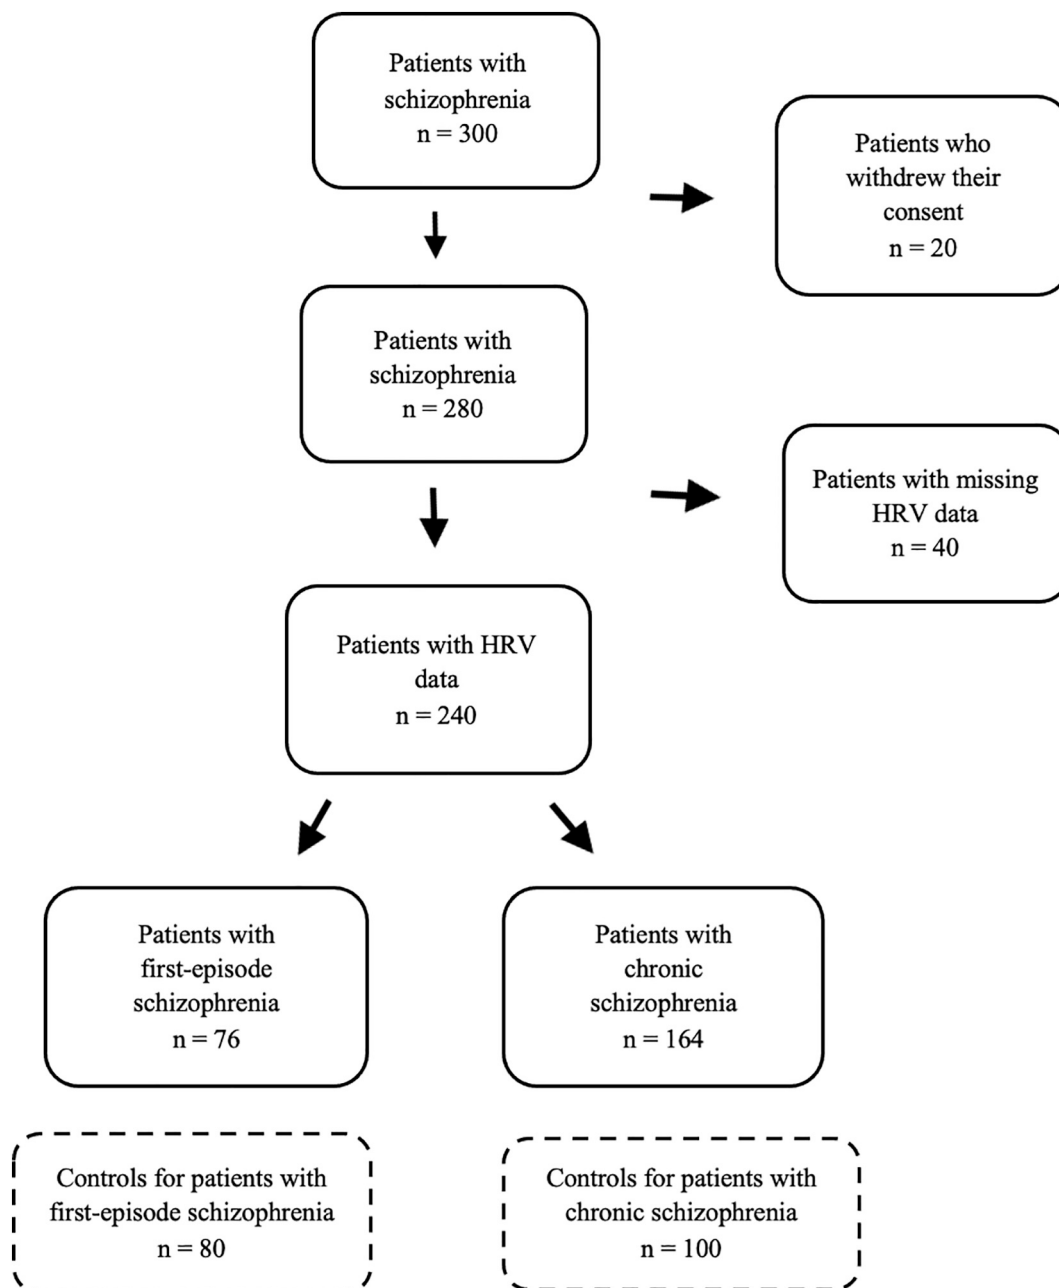 Patients with
schizophrenia
n = 300
Patients who
withdrew their
consent
n = 20
Patients with
schizophrenia
n = 280
Patients with missing
HRV data
n = 40
Patients with HRV
data
n = 240
Patients with
first-episode
schizophrenia
n = 76
Patients with
chronic
schizophrenia
n = 164
Controls for patients with
first-episode schizophrenia
n = 80
Controls for patients with
chronic schizophrenia
n = 100